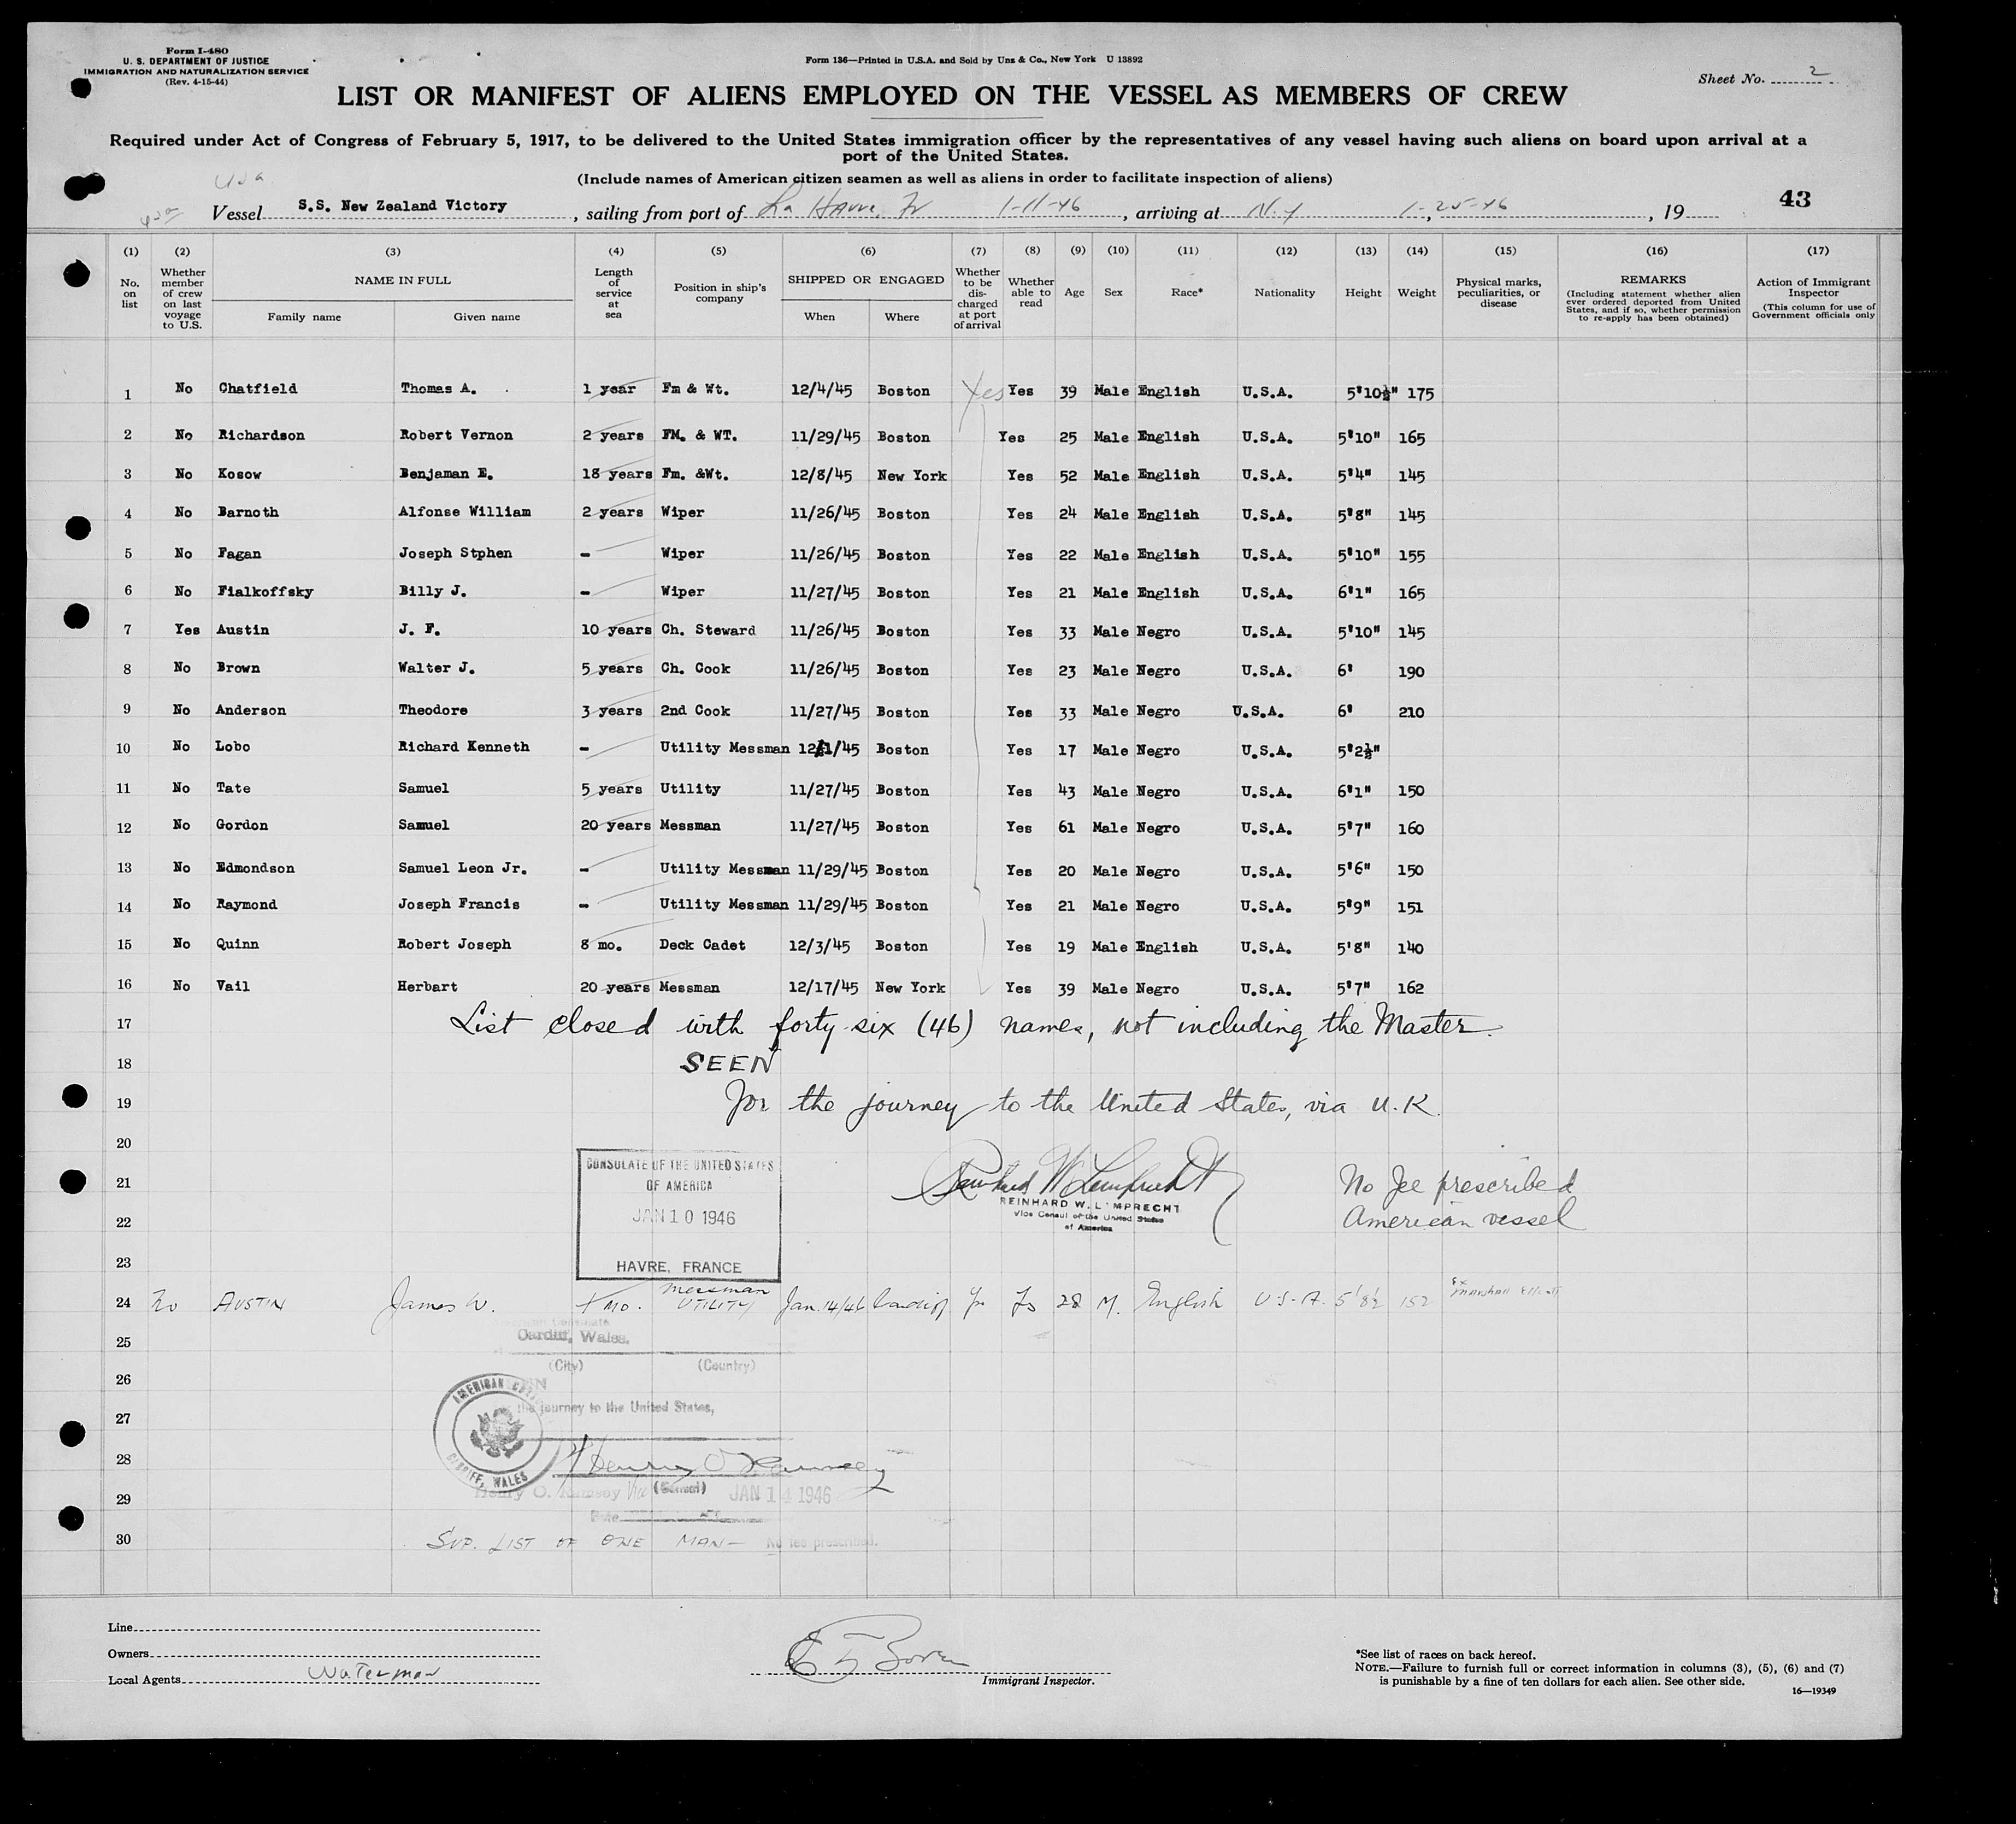 Form I-480
U. S. DEPARTMENT OF JUSTICE
IMMIGRATION AND NATURALIZATION SERVICE
(Rev. 4-15-44)
Form 136—Printed in U.S.A. and Sold by Unz & Co., New York U 13892
Sheet No. 2
LIST OR MANIFEST OF ALIENS EMPLOYED ON THE VESSEL AS MEMBERS OF CREW
Required under Act of Congress of February 5, 1917, to be delivered to the United States immigration officer by the representatives of any vessel having such aliens on board upon arrival at a
port of the United States.
(Include names of American citizen seamen as well as aliens in order to facilitate inspection of aliens)
USA
Vessel S.S. New Zealand Victory, sailing from port of La Havre, Fr 1-11-46, arriving at N.Y 1-25-46, 19 43
(1) (2) (3) (4) (5) (6) (7) (8) (9) (10) (11) (12) (13) (14) (15) (16) (17)
No. on list
Whether member of crew on last voyage to U.S.
NAME IN FULL
Family name Given name
Length of service at sea
Position in ship's company
SHIPPED OR ENGAGED
When Where
Whether to be discharged at port of arrival
Whether able to read
Age
Sex
Race*
Nationality
Height
Weight
Physical marks, peculiarities, or disease
REMARKS
(Including statement whether alien ever ordered deported from United States, and if so, whether permission to re-apply has been obtained)
Action of Immigrant Inspector
(This column for use of Government officials only
1 No Chatfield Thomas A. 1 year Fm & Wt. 12/4/45 Boston Yes Yes 39 Male English U.S.A. 5'10½" 175
2 No Richardson Robert Vernon 2 years FM. & WT. 11/29/45 Boston Yes 25 Male English U.S.A. 5'10" 165
3 No Kosow Benjaman E. 18 years Fm. &Wt. 12/8/45 New York Yes 52 Male English U.S.A. 5'4" 145
4 No Barnoth Alfonse William 2 years Wiper 11/26/45 Boston Yes 24 Male English U.S.A. 5'8" 145
5 No Fagan Joseph Stphen - Wiper 11/26/45 Boston Yes 22 Male English U.S.A. 5'10" 155
6 No Fialkoffsky Billy J. - Wiper 11/27/45 Boston Yes 21 Male English U.S.A. 6'1" 165
7 Yes Austin J. F. 10 years Ch. Steward 11/26/45 Boston Yes 33 Male Negro U.S.A. 5'10" 145
8 No Brown Walter J. 5 years Ch. Cook 11/26/45 Boston Yes 23 Male Negro U.S.A. 6' 190
9 No Anderson Theodore 3 years 2nd Cook 11/27/45 Boston Yes 33 Male Negro U.S.A. 6' 210
10 No Lobo Richard Kenneth - Utility Messman 12/1/45 Boston Yes 17 Male Negro U.S.A. 5'2½"
11 No Tate Samuel 5 years Utility 11/27/45 Boston Yes 43 Male Negro U.S.A. 6'1" 150
12 No Gordon Samuel 20 years Messman 11/27/45 Boston Yes 61 Male Negro U.S.A. 5'7" 160
13 No Edmondson Samuel Leon Jr. - Utility Messman 11/29/45 Boston Yes 20 Male Negro U.S.A. 5'6" 150
14 No Raymond Joseph Francis - Utility Messman 11/29/45 Boston Yes 21 Male Negro U.S.A. 5'9" 151
15 No Quinn Robert Joseph 8 mo. Deck Cadet 12/3/45 Boston Yes 19 Male English U.S.A. 5'8" 140
16 No Vail Herbart 20 years Messman 12/17/45 New York Yes 39 Male Negro U.S.A. 5'7" 162
17 List closed with forty six (46) names, not including the Master.
18 SEEN
19 For the journey to the United States, via U.K.
20
CONSULATE OF THE UNITED STATES
OF AMERICA
JAN 10 1946
HAVRE, FRANCE
21
Reinhard W Lamprecht
REINHARD W. LAMPRECHT
Vice Consul of the United States
of America
No fee prescribed
American vessel
22
23
24 No AUSTIN James W. mo. Messman UTILITY Jan. 14/46 Cardiff 28 M. English U.S.A. 5'8½ 152
25
Cardiff, Wales.
(City) (Country)
26
27
AMERICAN
CARDIFF, WALES
the journey to the United States,
28
Henry O Ramsey
29
Henry O. Ramsey Vice (Consul) JAN 14 1946
Date
30
SUP. LIST OF ONE MAN— No fee prescribed.
Line
Owners
Local Agents Waterman
Immigrant Inspector.
*See list of races on back hereof.
NOTE.—Failure to furnish full or correct information in columns (3), (5), (6) and (7)
is punishable by a fine of ten dollars for each alien. See other side.
16—19349